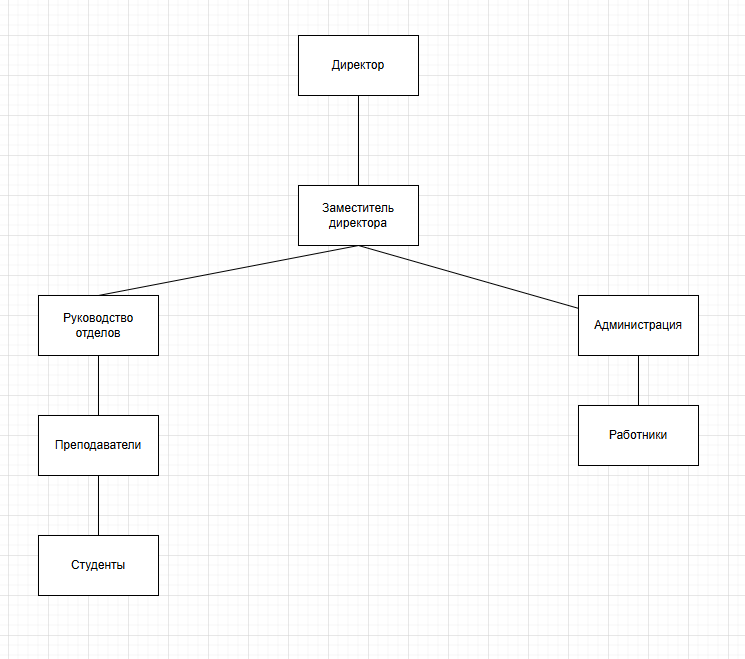 Директор
Заместитель
директора
Руководство
отделов
Администрация
Преподаватели
Работники
Студенты